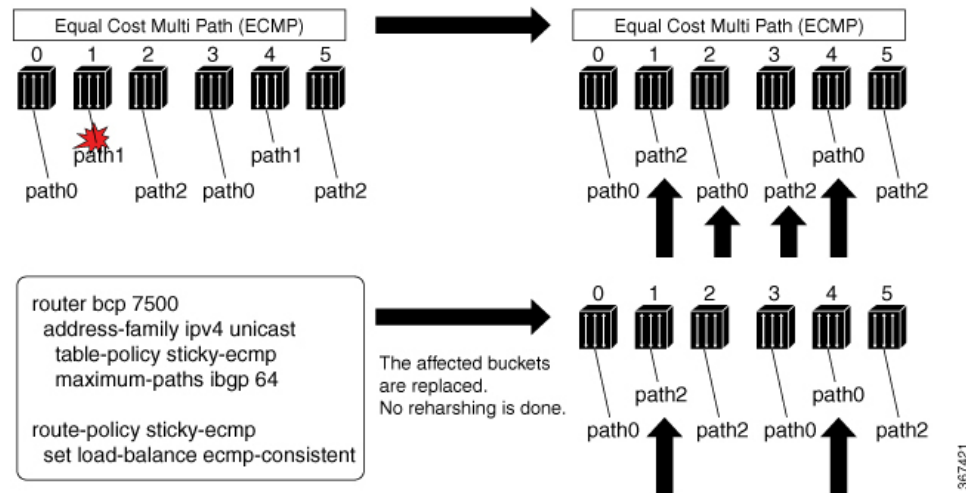 Equal Cost Multi Path (ECMP)
0 1 2 3 4 5
path1 path1
path0 path2 path0 path2
Equal Cost Multi Path (ECMP)
0 1 2 3 4 5
path2 path0
path0 path0 path2 path2
router bcp 7500
address-family ipv4 unicast
table-policy sticky-ecmp
maximum-paths ibgp 64
route-policy sticky-ecmp
set load-balance ecmp-consistent
The affected buckets
are replaced.
No reharshing is done.
0 1 2 3 4 5
path2 path0
path0 path2 path0 path2
367421